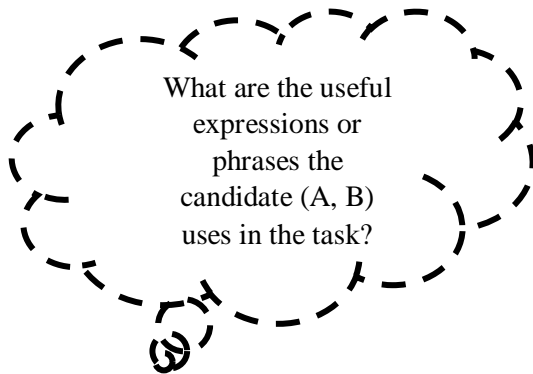 What are the useful
expressions or
phrases the
candidate (A, B)
uses in the task?